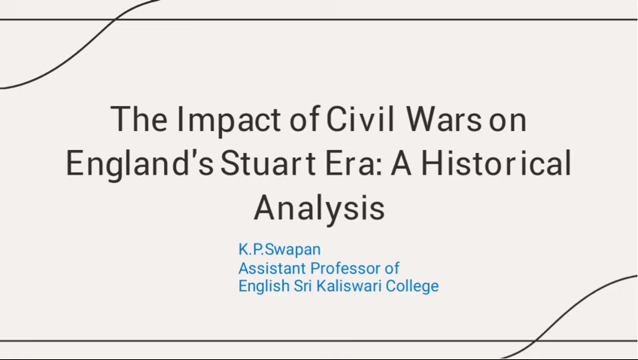 The Impact of Civil Wars on
England's Stuart Era: A Historical
Analysis
K.P.Swapan
Assistant Professor of
English Sri Kaliswari College